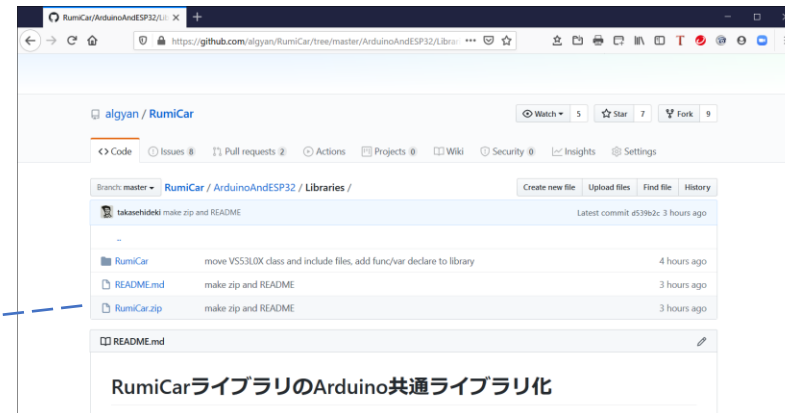 RumiCar/ArduinoAndESP32/Lib
https://github.com/algyan/RumiCar/tree/master/ArduinoAndESP32/Librar
algyan / RumiCar
Watch 5 Star 7 Fork 9
Code Issues 8 Pull requests 2 Actions Projects 0 Wiki Security 0 Insights Settings
Branch: master RumiCar / ArduinoAndESP32 / Libraries / Create new file Upload files Find file History
takasehideki make zip and README Latest commit d539b2c 3 hours ago
..
RumiCar move VS53L0X class and include files, add func/var declare to library 4 hours ago
README.md make zip and README 3 hours ago
RumiCar.zip make zip and README 3 hours ago
README.md
RumiCarライブラリのArduino共通ライブラリ化